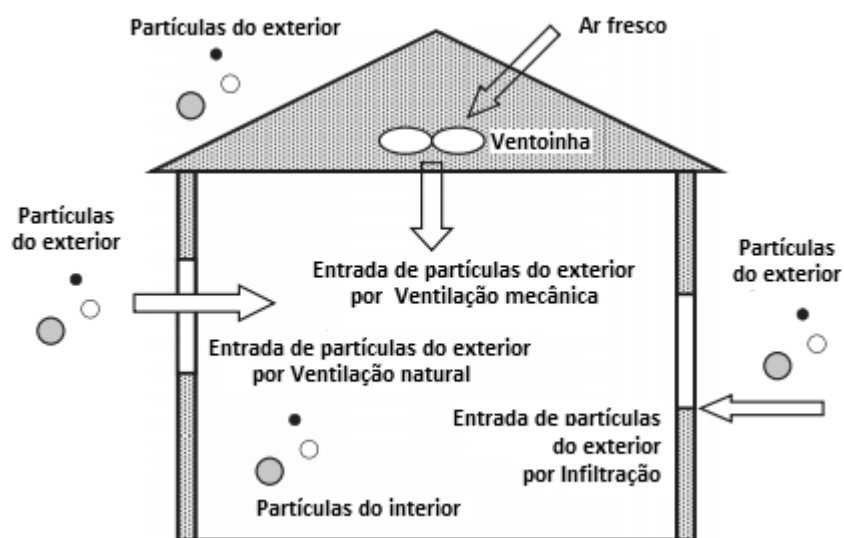 Partículas do exterior
Ar fresco
Ventoinha
Partículas
do exterior
Entrada de partículas do exterior
por Ventilação mecânica
Partículas
do exterior
Entrada de partículas do exterior
por Ventilação natural
Entrada de partículas
do exterior
por Infiltração
Partículas do interior